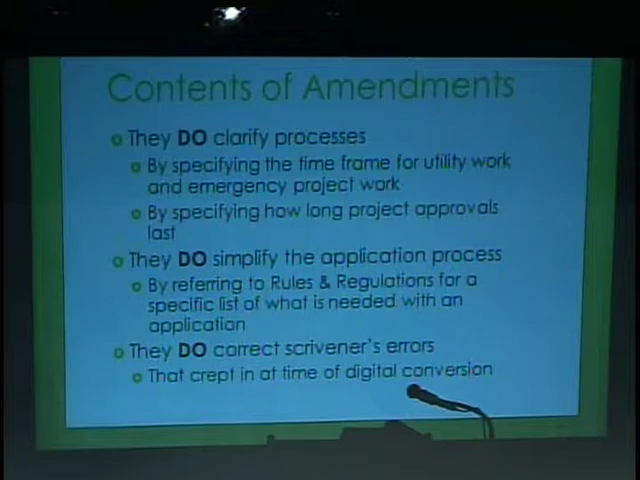 Contents of Amendments
They DO clarify processes
By specifying the time frame for utility work
and emergency project work
By specifying how long project approvals
last
They DO simplify the application process
By referring to Rules & Regulations for a
specific list of what is needed with an
application
They DO correct scrivener's errors
That crept in at time of digital conversion